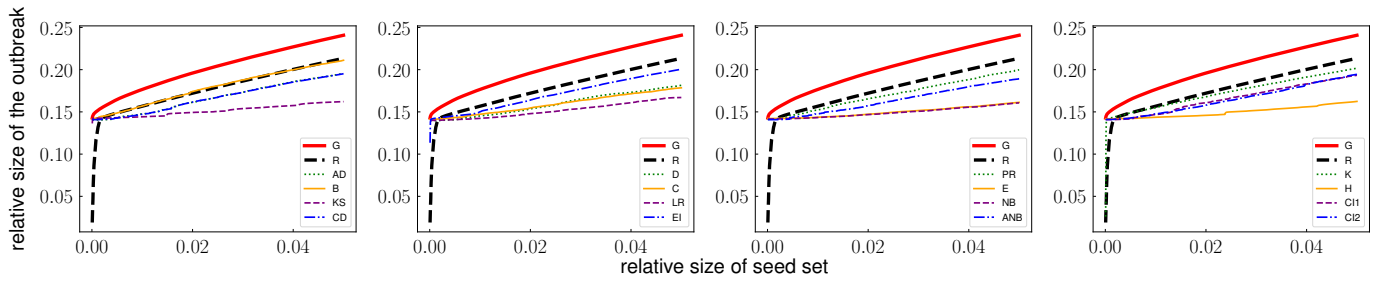 relative size of the outbreak
0.25
0.20
0.15
0.10
0.05
0.00
0.02
0.04
G
R
AD
B
KS
CD
0.25
0.20
0.15
0.10
0.05
0.00
0.02
0.04
G
R
D
C
LR
EI
0.25
0.20
0.15
0.10
0.05
0.00
0.02
0.04
G
R
PR
E
NB
ANB
0.25
0.20
0.15
0.10
0.05
0.00
0.02
0.04
G
R
K
H
CI1
CI2
relative size of seed set